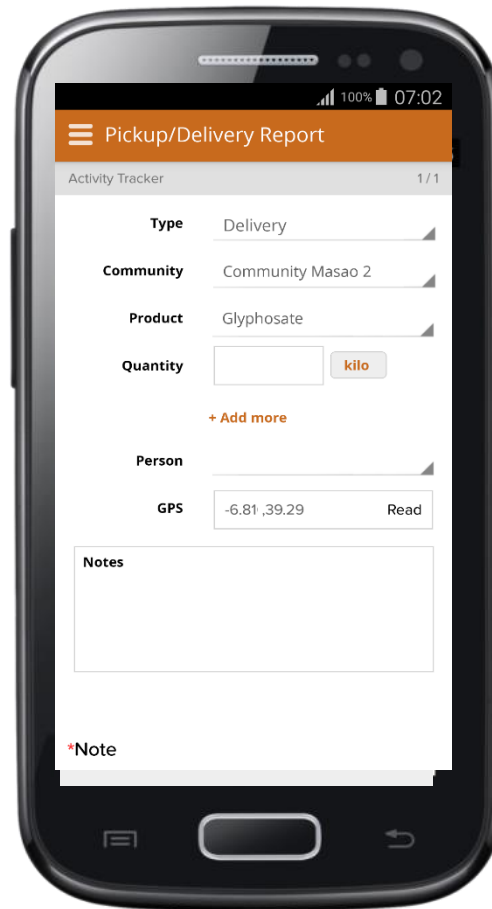 100% 07:02
Pickup/Delivery Report
Activity Tracker 1/1
Type Delivery
Community Community Masao 2
Product Glyphosate
Quantity kilo
+ Add more
Person
GPS -6.81 ,39.29 Read
Notes
*Note